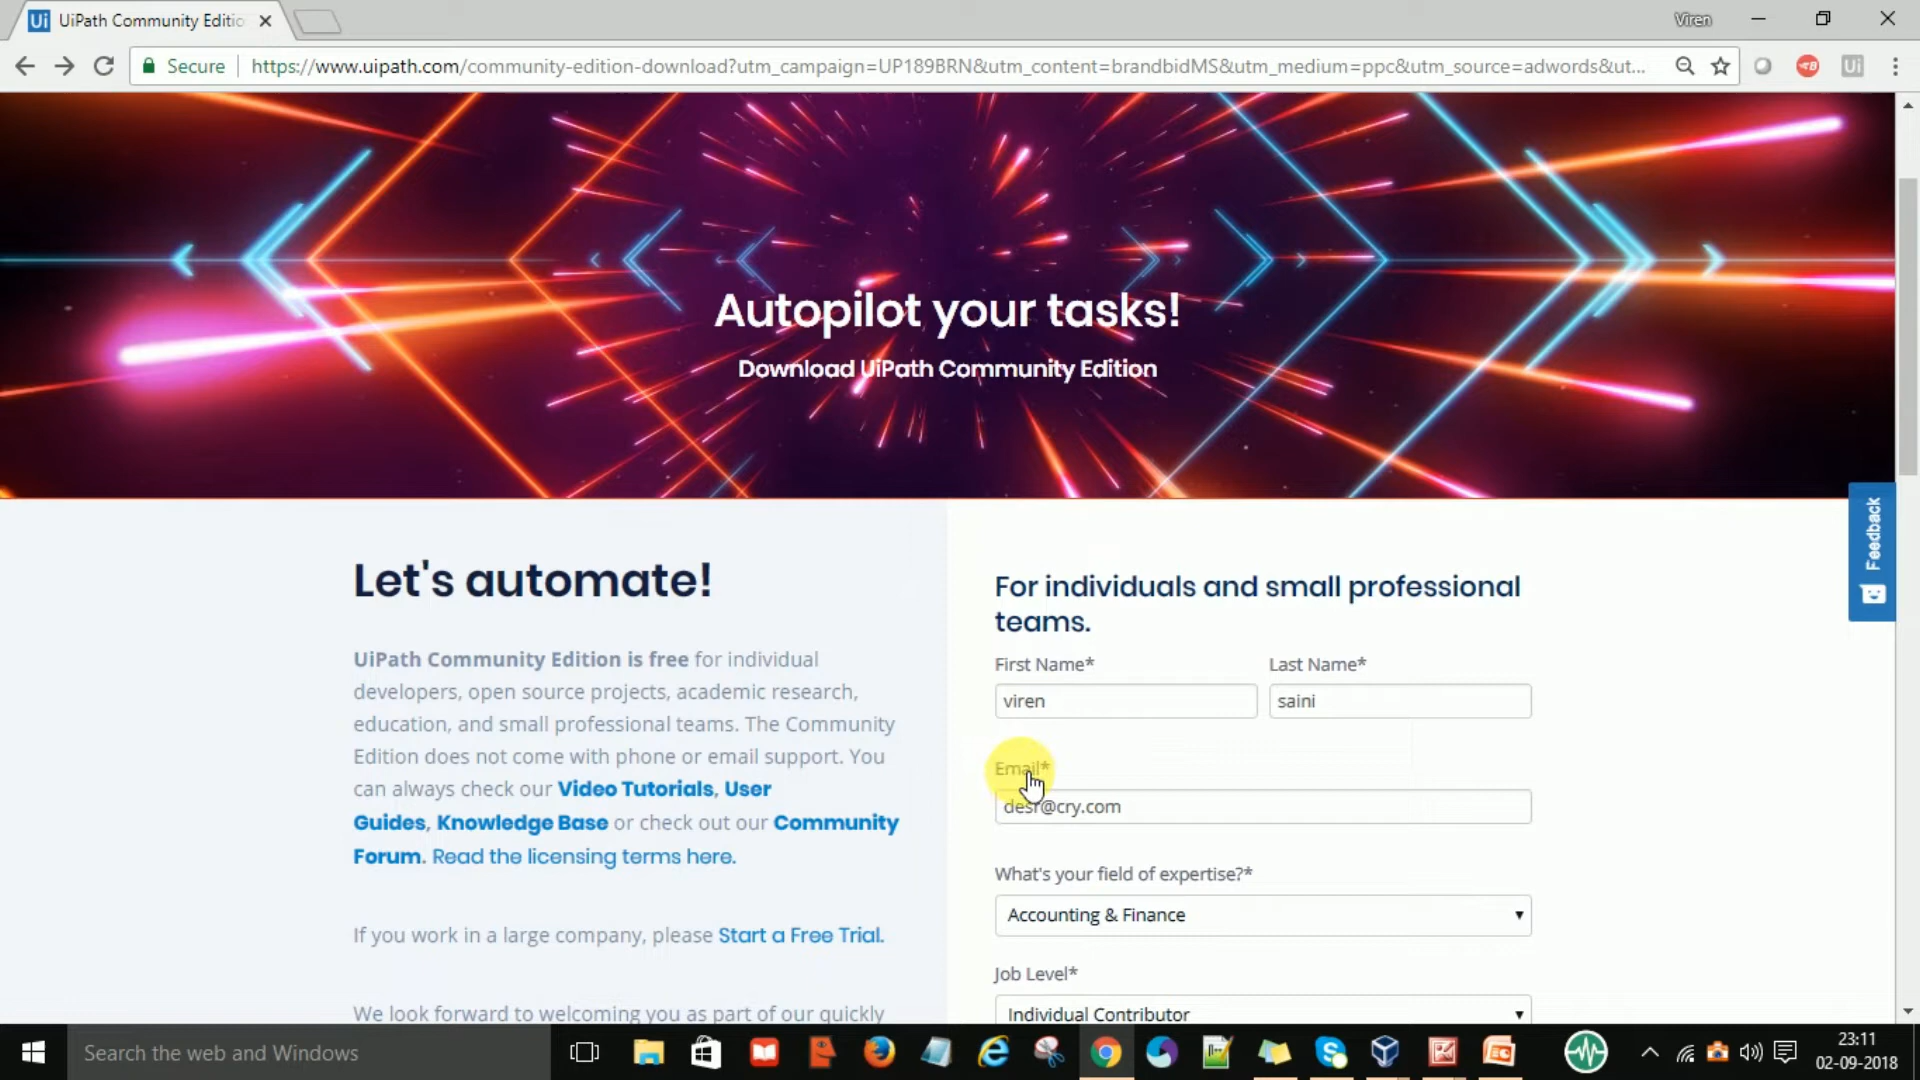 UiPath Community Editio
Viren
Secure
https://www.uipath.com/community-edition-download?utm_campaign=UP189BRN&utm_content=brandbidMS&utm_medium=ppc&utm_source=adwords&ut...
Autopilot your tasks!
Download UiPath Community Edition
Feedback
Let's automate!
UiPath Community Edition is free for individual
developers, open source projects, academic research,
education, and small professional teams. The Community
Edition does not come with phone or email support. You
can always check our Video Tutorials, User
Guides, Knowledge Base or check out our Community
Forum. Read the licensing terms here.
If you work in a large company, please Start a Free Trial.
We look forward to welcoming you as part of our quickly
For individuals and small professional
teams.
First Name* Last Name*
viren saini
Email*
desr@cry.com
What's your field of expertise?*
Accounting & Finance
Job Level*
Individual Contributor
Search the web and Windows
23:11
02-09-2018